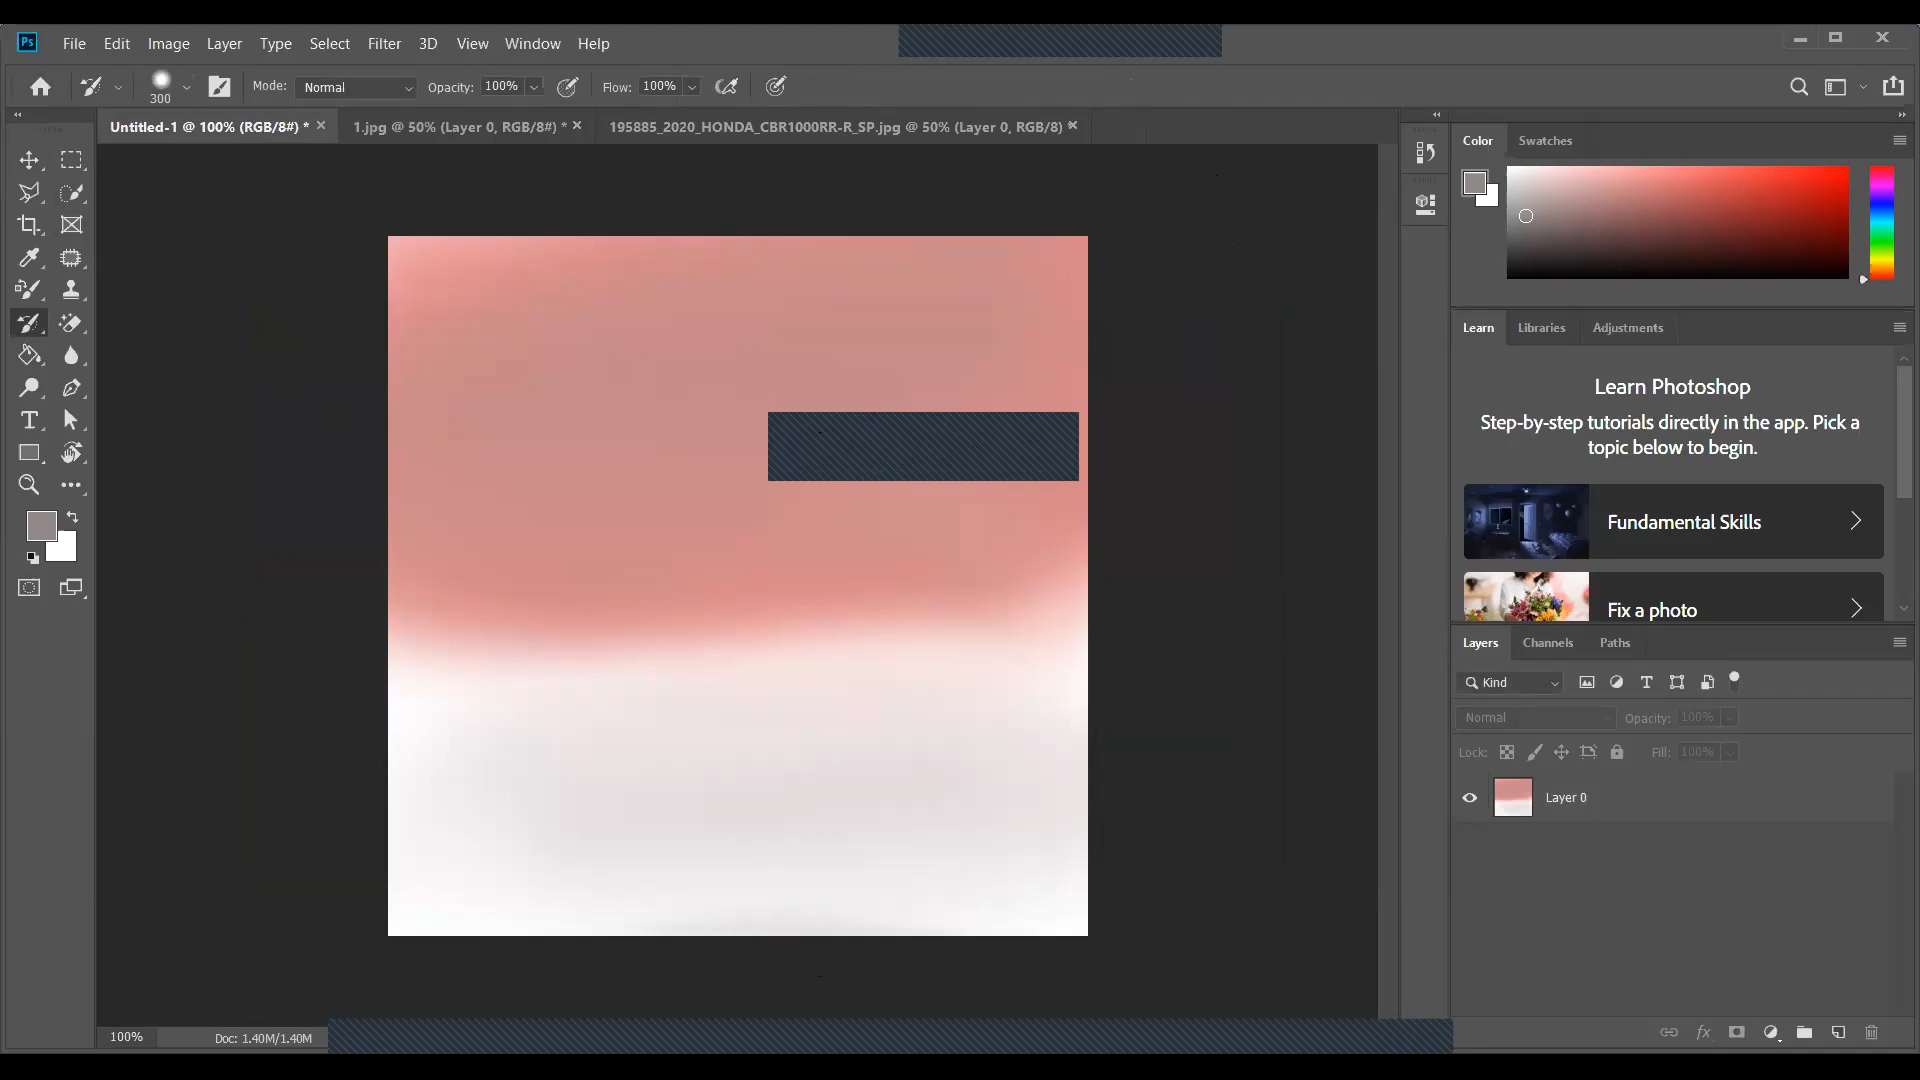 Ps File Edit Image Layer Type Select Filter 3D View Window Help
300 Mode: Normal Opacity: 100% Flow: 100%
Untitled-1 @ 100% (RGB/8#) * 1.jpg @ 50% (Layer 0, RGB/8#) * 195885_2020_HONDA_CBR1000RR-R_SP.jpg @ 50% (Layer 0, RGB/8)
Color Swatches
Learn Libraries Adjustments
Learn Photoshop
Step-by-step tutorials directly in the app. Pick a
topic below to begin.
Fundamental Skills
Fix a photo
Layers Channels Paths
Kind
Normal Opacity: 100%
Lock: Fill: 100%
Layer 0
100% Doc: 1.40M/1.40M